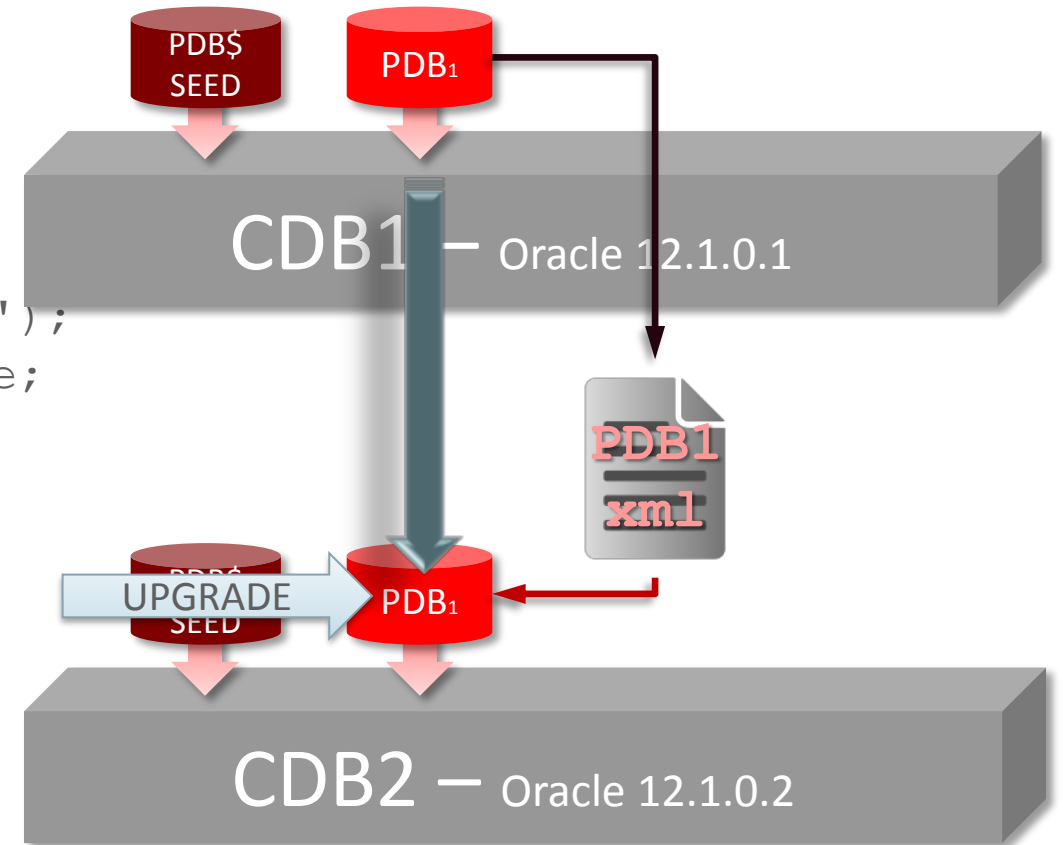 PDB$
SEED
PDB₁
CDB1 – Oracle 12.1.0.1
');
e;
PDB1
xml
UPGRADE
SEED
PDB₁
CDB2 – Oracle 12.1.0.2